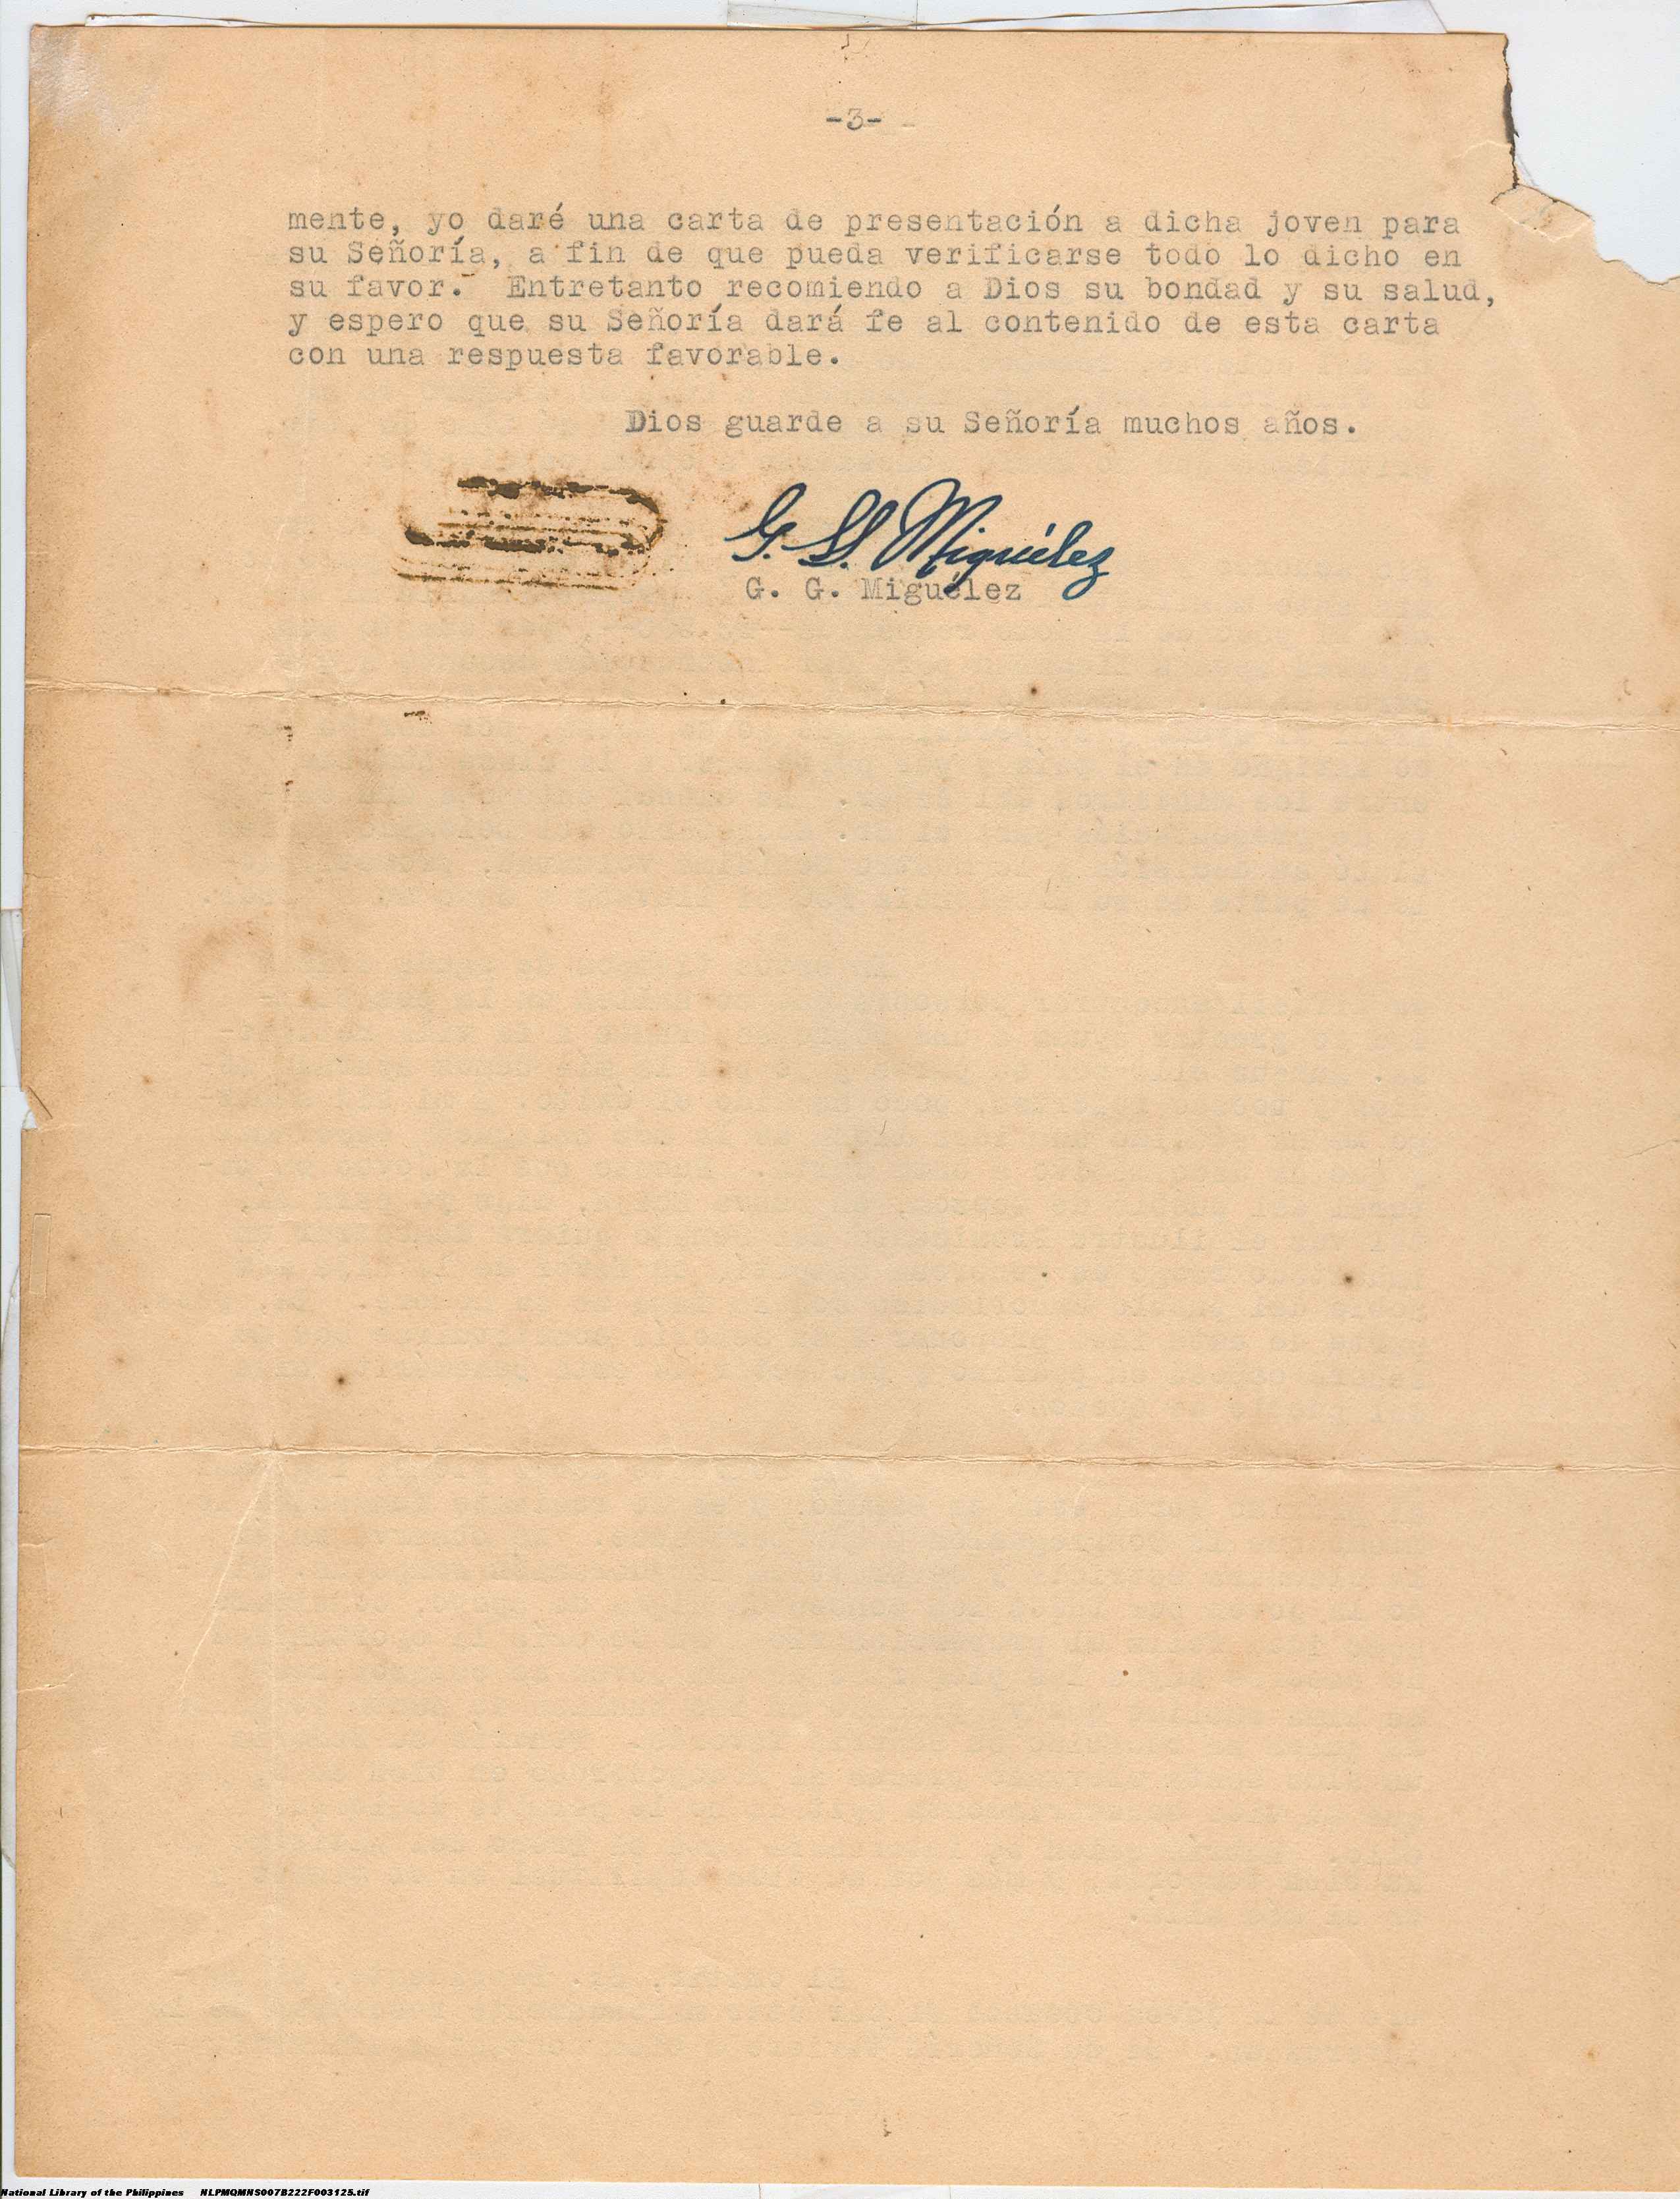 -3-
mente, yo daré una carta de presentación a dicha joven para
su Señoría, a fin de que pueda verificarse todo lo dicho en
su favor. Entretanto recomiendo a Dios su bondad y su salud,
y espero que su Señoría dará fe al contenido de esta carta
con una respuesta favorable.
Dios guarde a su Señoría muchos años.
G. G. Miguélez
G. G. Miguélez
National Library of the Philippines NLPMQMNS007B222F003125.tif